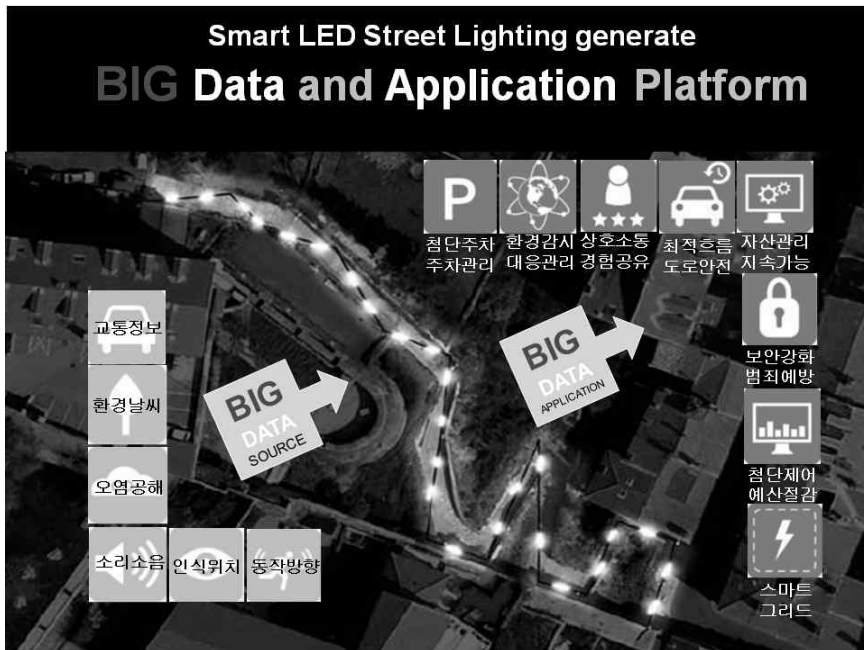 Smart LED Street Lighting generate
BIG Data and Application Platform
P
첨단주차
주차관리
환경감시
대응관리
상호소통
경험공유
최적흐름
도로안전
자산관리
지속가능
보안강화
범죄예방
첨단제어
예산절감
스마트
그리드
교통정보
환경날씨
오염공해
소리소음
인식위치
동작방향
BIG
DATA
SOURCE
BIG
DATA
APPLICATION